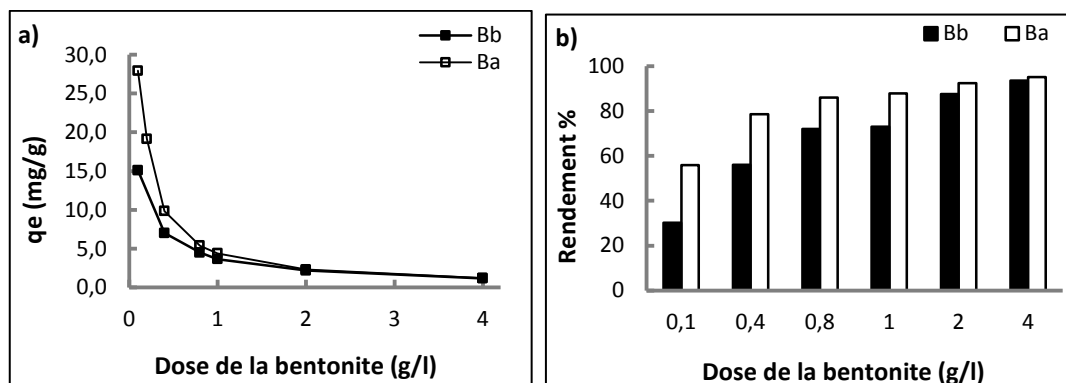 a)
Bb
Ba
30,0
25,0
20,0
15,0
10,0
5,0
0,0
qe (mg/g)
0 1 2 3 4
Dose de la bentonite (g/l)
b)
Bb Ba
100
80
60
40
20
0
Rendement %
0,1 0,4 0,8 1 2 4
Dose de la bentonite (g/l)